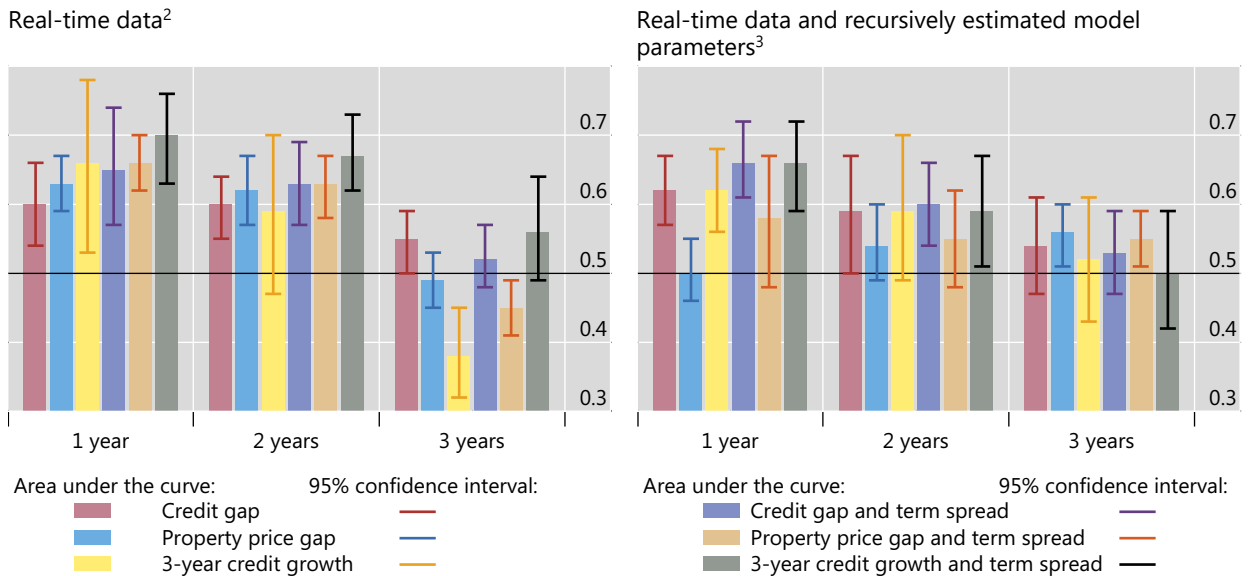 Real-time data²
0.7
0.6
0.5
0.4
0.3
1 year
2 years
3 years
Real-time data and recursively estimated model
parameters³
0.7
0.6
0.5
0.4
0.3
1 year
2 years
3 years
Area under the curve: 95% confidence interval:
Credit gap
Property price gap
3-year credit growth
Area under the curve: 95% confidence interval:
Credit gap and term spread
Property price gap and term spread
3-year credit growth and term spread